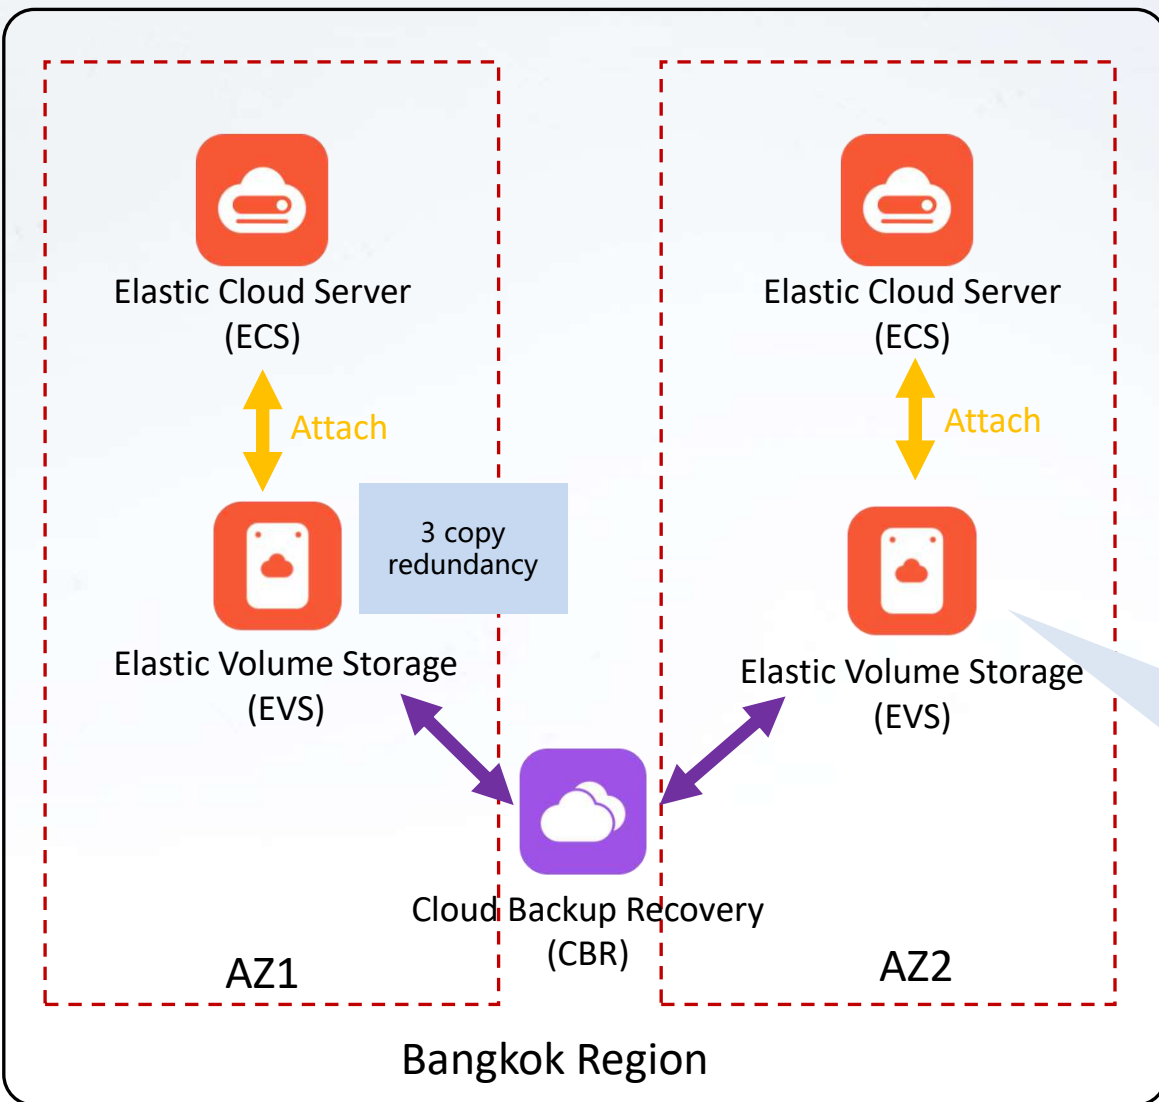 Elastic Cloud Server
(ECS)
Attach
3 copy
redundancy
Elastic Volume Storage
(EVS)
AZ1
Elastic Cloud Server
(ECS)
Attach
Elastic Volume Storage
(EVS)
AZ2
Cloud Backup Recovery
(CBR)
Bangkok Region